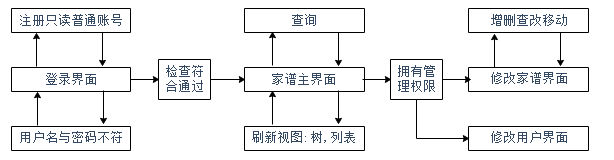 注册只读普通账号
查询
增删查改移动
登录界面
检查符
合通过
家谱主界面
拥有管
理权限
修改家谱界面
用户名与密码不符
刷新视图:树,列表
修改用户界面